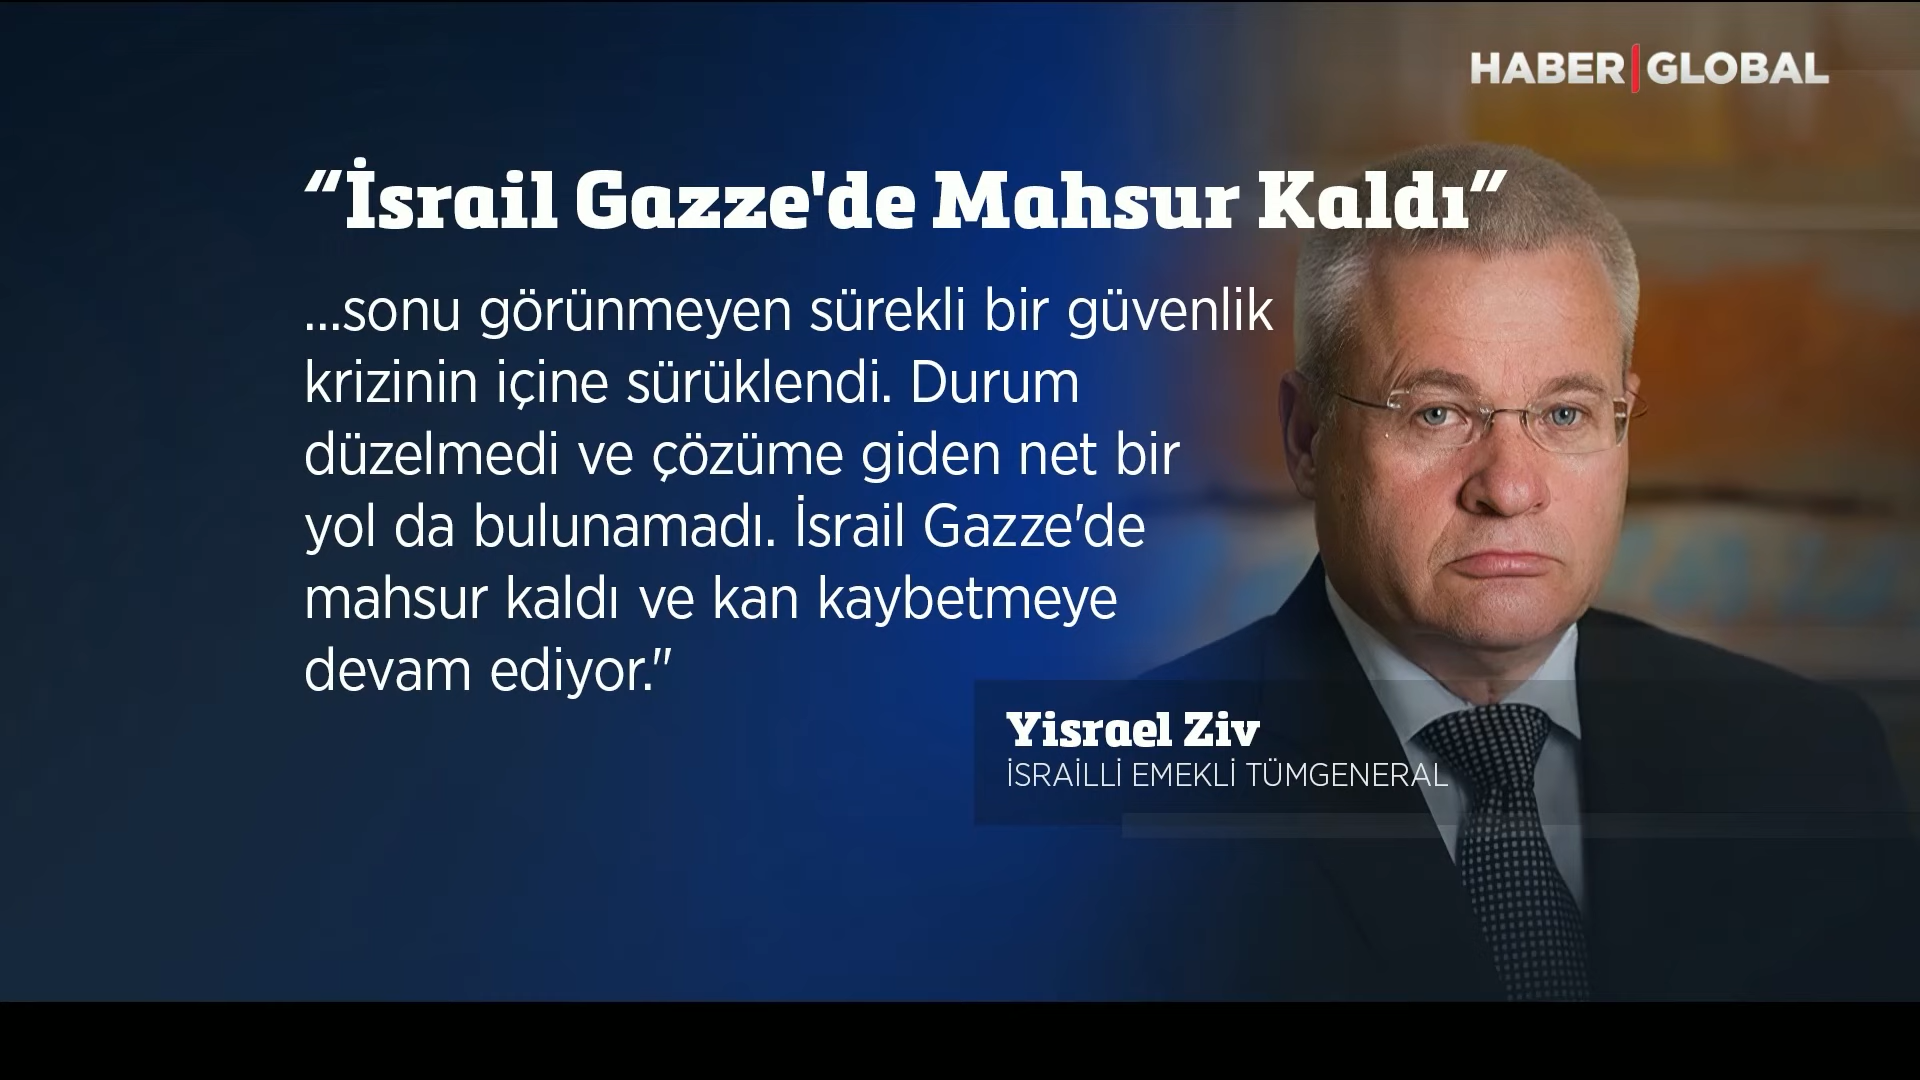 HABER|GLOBAL
“İsrail Gazze'de Mahsur Kaldı”
...sonu görünmeyen sürekli bir güvenlik
krizinin içine sürüklendi. Durum
düzelmedi ve çözüme giden net bir
yol da bulunamadı. İsrail Gazze'de
mahsur kaldı ve kan kaybetmeye
devam ediyor."
Yisrael Ziv
İSRAİLLİ EMEKLİ TÜMGENERAL